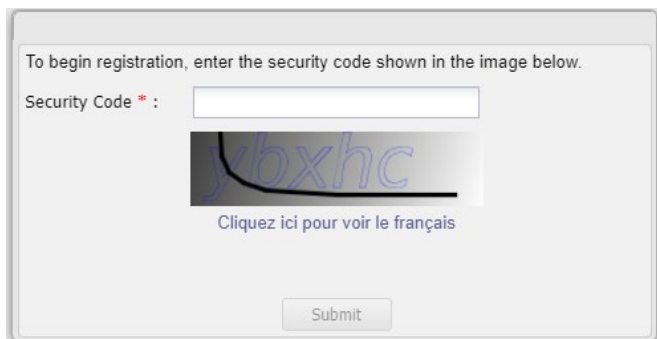 To begin registration, enter the security code shown in the image below.
Security Code * :
ybxhc
Cliquez ici pour voir le français
Submit